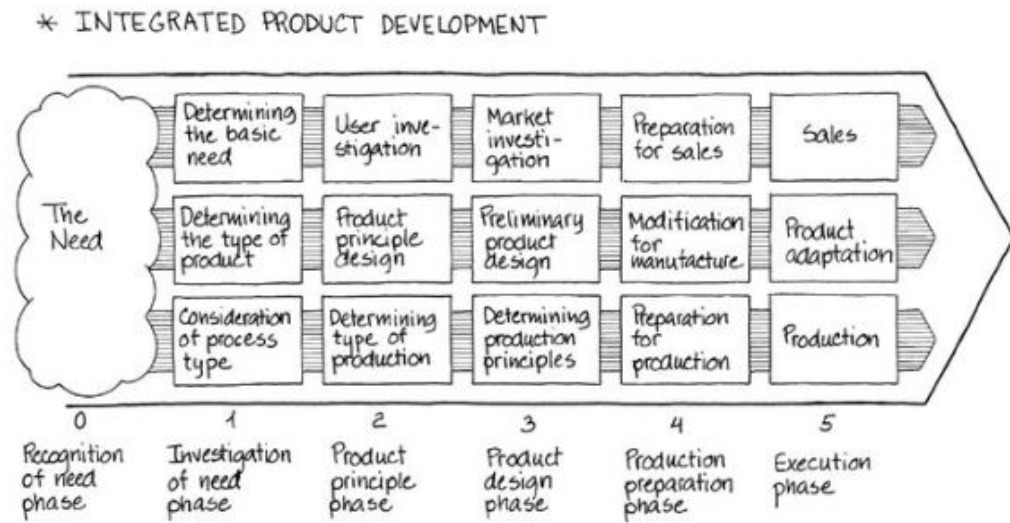 * INTEGRATED PRODUCT DEVELOPMENT
The
Need
Determining
the basic
need
User inve-
stigation
Market
investi-
gation
Preparation
for sales
Sales
Determining
the type of
product
Product
principle
design
Preliminary
product
design
Modification
for
manufacture
Product
adaptation
Consideration
of process
type
Determining
type of
production
Determining
production
principles
Preparation
for
production
Production
0
Recognition
of need
phase
1
Investigation
of need
phase
2
Product
principle
phase
3
Product
design
phase
4
Production
preparation
phase
5
Execution
phase